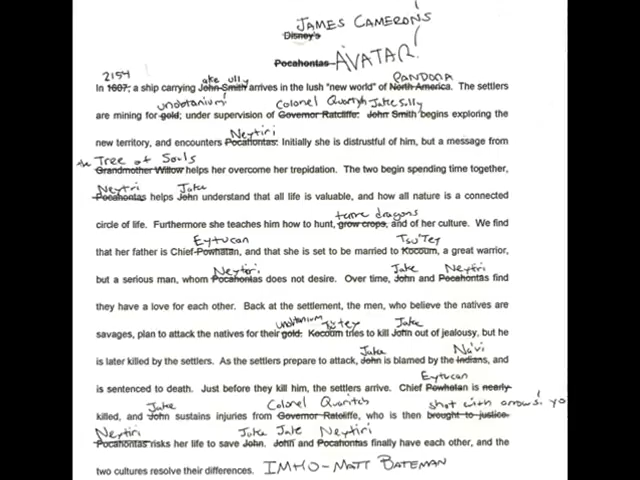 JAMES CAMERON'S
Disney's
Pocahontas AVATAR!
2154 ake ully PANDORA
In 1607, a ship carrying John Smith arrives in the lush "new world" of North America. The settlers
unobtanium! Colonel Quartych Jake Sully
are mining for gold; under supervision of Governor Ratcliffe. John Smith begins exploring the
Neytiri
new territory, and encounters Pocahontas. Initially she is distrustful of him, but a message from
the Tree of Souls
Grandmother Willow helps her overcome her trepidation. The two begin spending time together,
Neytri Jake
Pocahontas helps John understand that all life is valuable, and how all nature is a connected
tame dragons
circle of life. Furthermore she teaches him how to hunt, grow crops, and of her culture. We find
Eytucan Tsu'Tey
that her father is Chief Powhatan, and that she is set to be married to Kocoum, a great warrior,
Neytiri Jake Neytiri
but a serious man, whom Pocahontas does not desire. Over time, John and Pocahontas find
they have a love for each other. Back at the settlement, the men, who believe the natives are
unobtanium Jake
savages, plan to attack the natives for their gold. Kocoum tries to kill John out of jealousy, but he
Jake Na'vi
is later killed by the settlers. As the settlers prepare to attack, John is blamed by the Indians, and
Eytucan
is sentenced to death. Just before they kill him, the settlers arrive. Chief Powhatan is nearly
Jake Colonel Quaritch shot with arrows! yo
killed, and John sustains injuries from Governor Ratcliffe, who is then brought to justice.
Neytiri Jake Jake Neytiri
Pocahontas risks her life to save John. John and Pocahontas finally have each other, and the
two cultures resolve their differences. IMHO-MATT BATEMAN